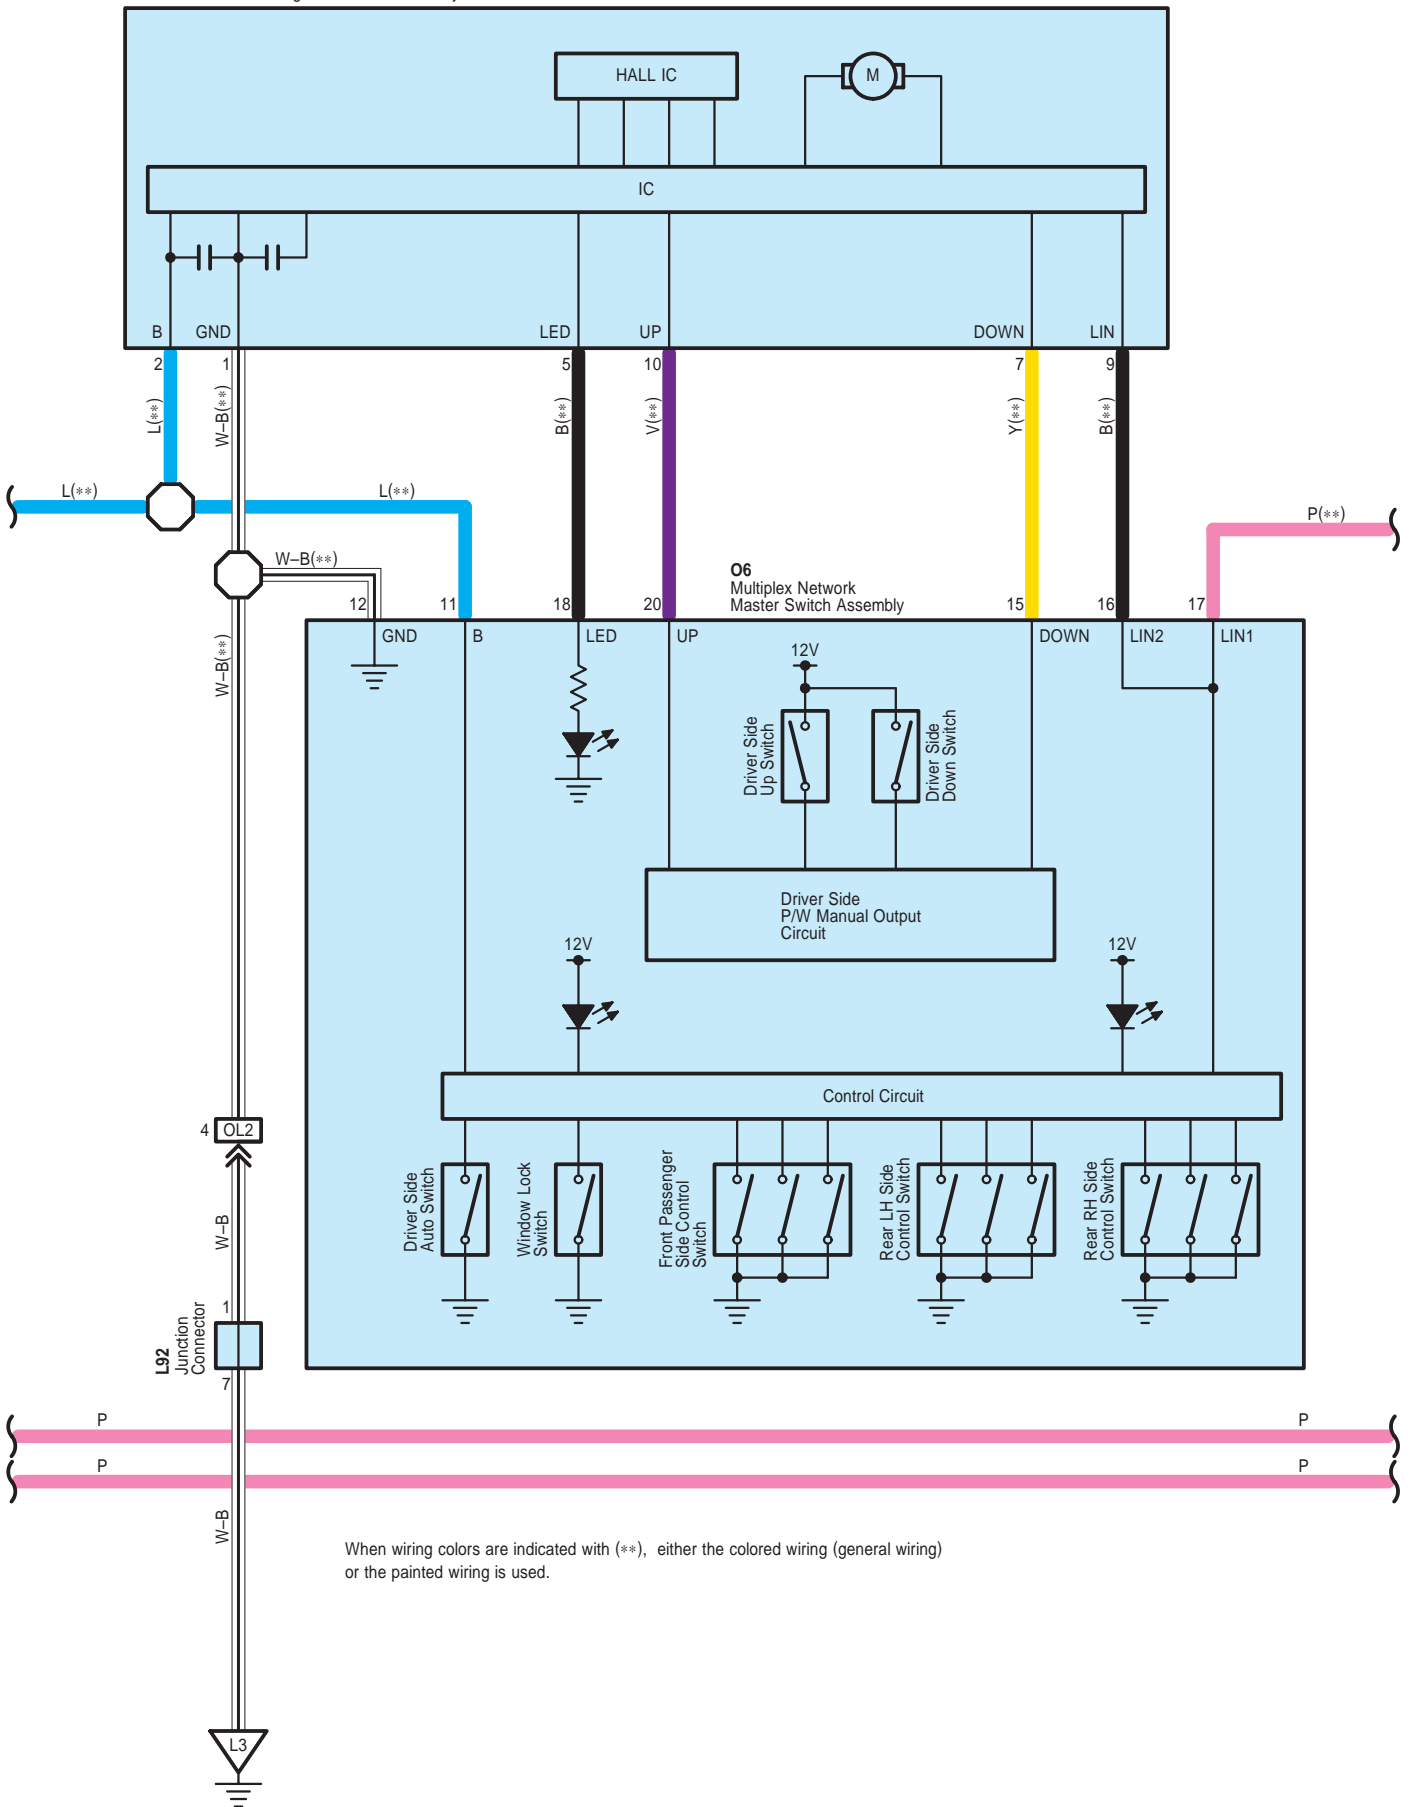 HALL IC
M
IC
B
GND
LED
UP
DOWN
LIN
2
1
5
10
7
9
L(**)
W–B(**)
B(**)
V(**)
Y(**)
B(**)
L(**)
L(**)
P(**)
W–B(**)
O6
Multiplex Network
Master Switch Assembly
12
11
18
20
15
16
17
GND
B
LED
UP
DOWN
LIN2
LIN1
W–B(**)
12V
Driver Side
Up Switch
Driver Side
Down Switch
Driver Side
P/W Manual Output
Circuit
12V
12V
Control Circuit
4
OL2
Driver Side
Auto Switch
Window Lock
Switch
Front Passenger
Side Control
Switch
Rear LH Side
Control Switch
Rear RH Side
Control Switch
W–B
1
L92
Junction
Connector
7
P
P
P
P
W–B
When wiring colors are indicated with (**), either the colored wiring (general wiring)
or the painted wiring is used.
L3